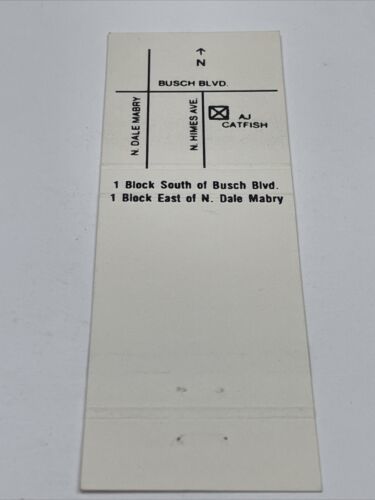 N
BUSCH BLVD.
N. DALE MABRY
N. HIMES AVE.
AJ
CATFISH
1 Block South of Busch Blvd.
1 Block East of N. Dale Mabry